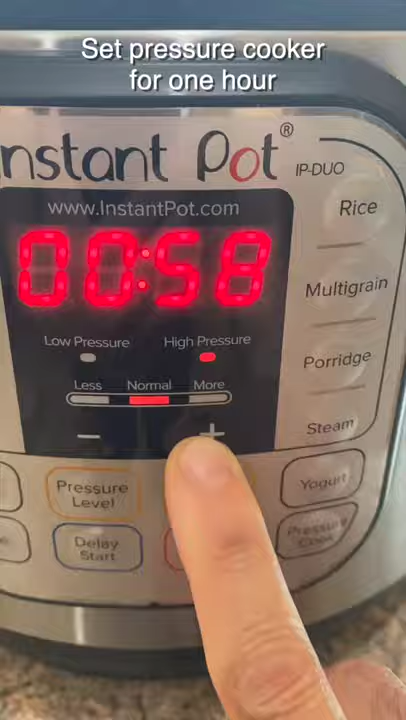 Set pressure cooker
for one hour
nstant Pot®
IP-DUO
www.InstantPot.com
00:58
Rice
Multigrain
Porridge
Steam
Low Pressure
High Pressure
Less Normal More
− +
Pressure
Level
Yogurt
Delay
Start
Pressure
Cook